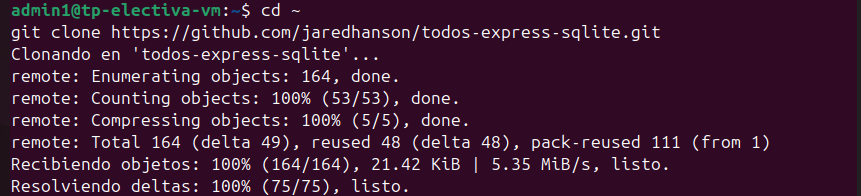 admin1@tp-electiva-vm:~$ cd ~
git clone https://github.com/jaredhanson/todos-express-sqlite.git
Clonando en 'todos-express-sqlite'...
remote: Enumerating objects: 164, done.
remote: Counting objects: 100% (53/53), done.
remote: Compressing objects: 100% (5/5), done.
remote: Total 164 (delta 49), reused 48 (delta 48), pack-reused 111 (from 1)
Recibiendo objetos: 100% (164/164), 21.42 KiB | 5.35 MiB/s, listo.
Resolviendo deltas: 100% (75/75), listo.